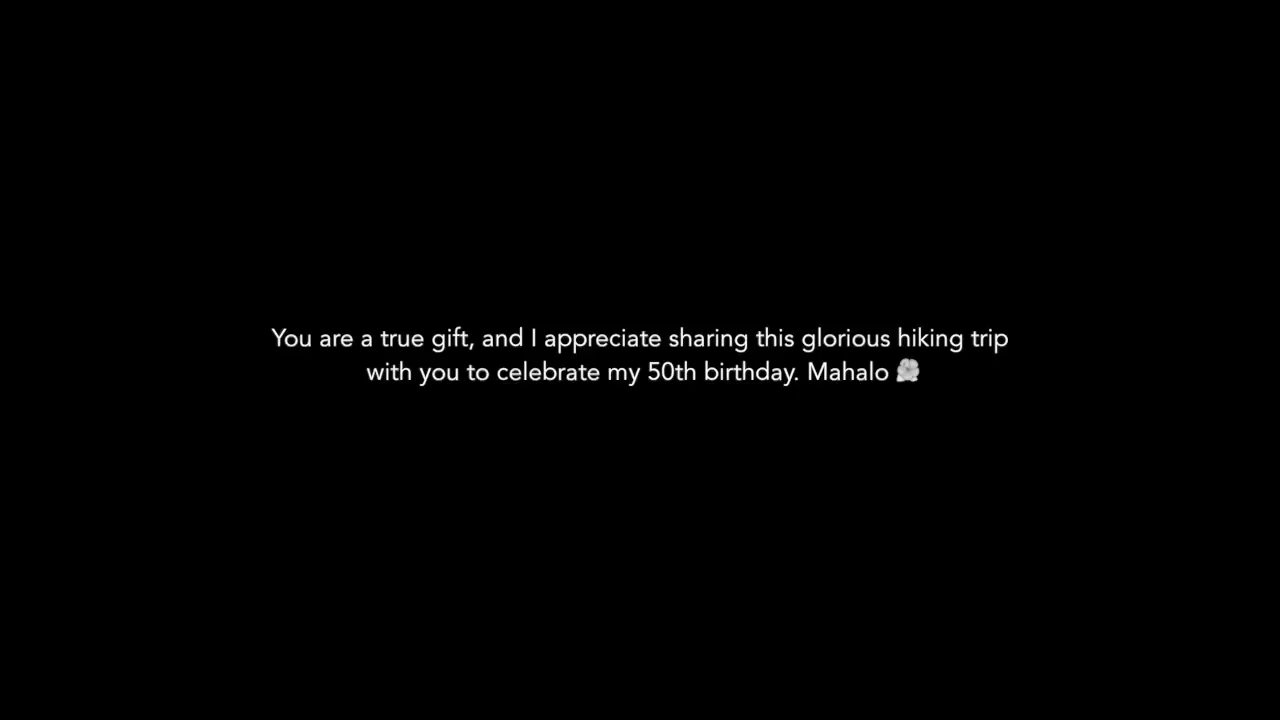 You are a true gift, and I appreciate sharing this glorious hiking trip
with you to celebrate my 50th birthday. Mahalo 🌺